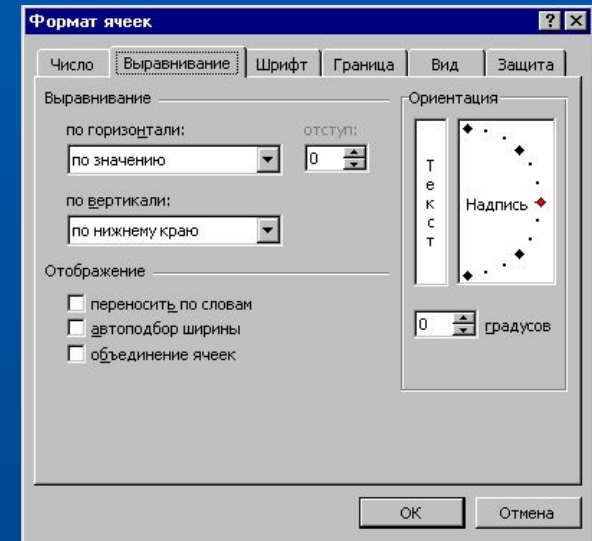 Формат ячеек
Число Выравнивание Шрифт Граница Вид Защита
Выравнивание
по горизонтали: отступ:
по значению 0
по вертикали:
по нижнему краю
Отображение
переносить по словам
автоподбор ширины
объединение ячеек
Ориентация
Текст
Надпись
0 градусов
ОК Отмена